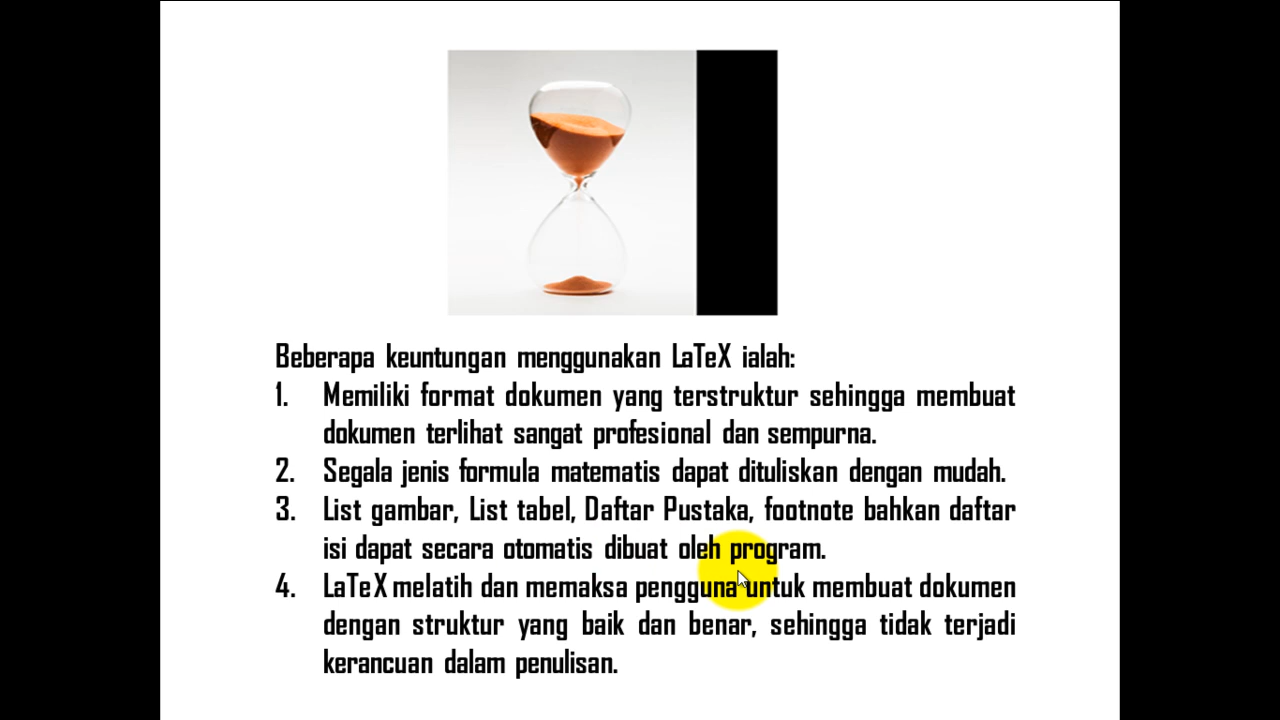 Beberapa keuntungan menggunakan LaTeX ialah:
1. Memiliki format dokumen yang terstruktur sehingga membuat
dokumen terlihat sangat profesional dan sempurna.
2. Segala jenis formula matematis dapat dituliskan dengan mudah.
3. List gambar, List tabel, Daftar Pustaka, footnote bahkan daftar
isi dapat secara otomatis dibuat oleh program.
4. LaTeX melatih dan memaksa pengguna untuk membuat dokumen
dengan struktur yang baik dan benar, sehingga tidak terjadi
kerancuan dalam penulisan.